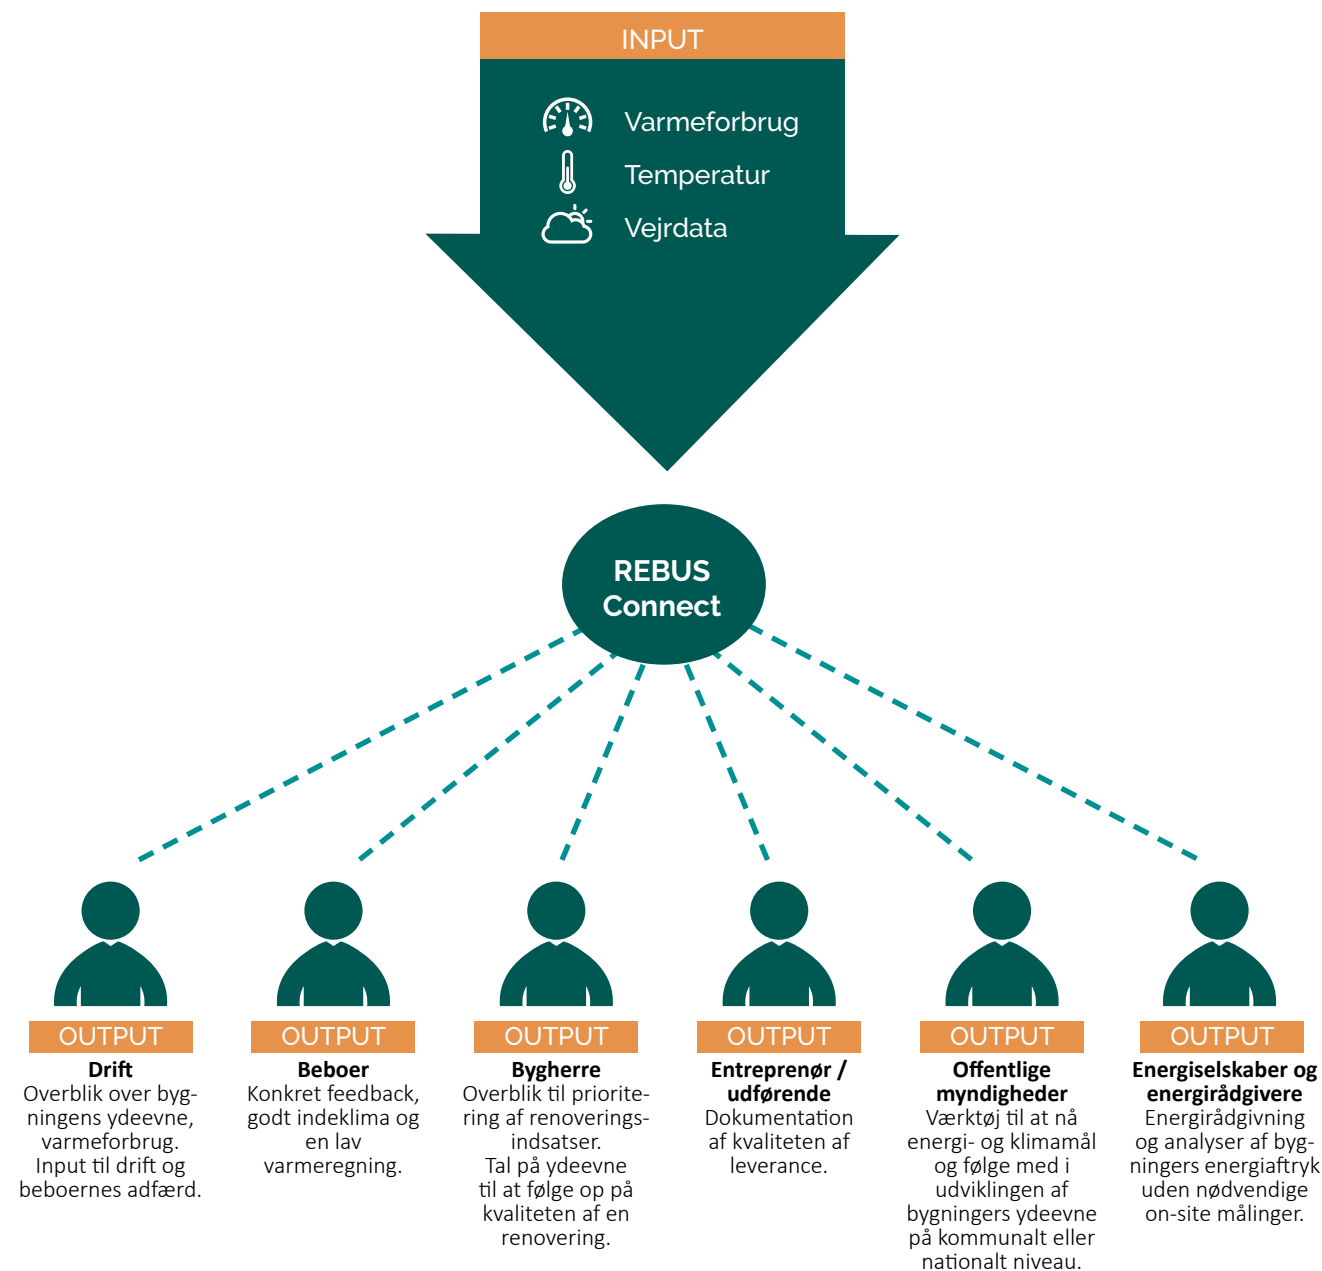 INPUT
Varmeforbrug
Temperatur
Vejrdata
REBUS
Connect
OUTPUT
Drift
Overblik over byg-
ningens ydeevne,
varmeforbrug.
Input til drift og
beboernes adfærd.
OUTPUT
Beboer
Konkret feedback,
godt indeklima og
en lav
varmeregning.
OUTPUT
Bygherre
Overblik til priorite-
ring af renoverings-
indsatser.
Tal på ydeevne
til at følge op på
kvaliteten af en
renovering.
OUTPUT
Entreprenør /
udførende
Dokumentation
af kvaliteten af
leverance.
OUTPUT
Offentlige
myndigheder
Værktøj til at nå
energi- og klimamål
og følge med i
udviklingen af
bygningers ydeevne
på kommunalt eller
nationalt niveau.
OUTPUT
Energiselskaber og
energirådgivere
Energirådgivning
og analyser af byg-
ningers energiaftryk
uden nødvendige
on-site målinger.